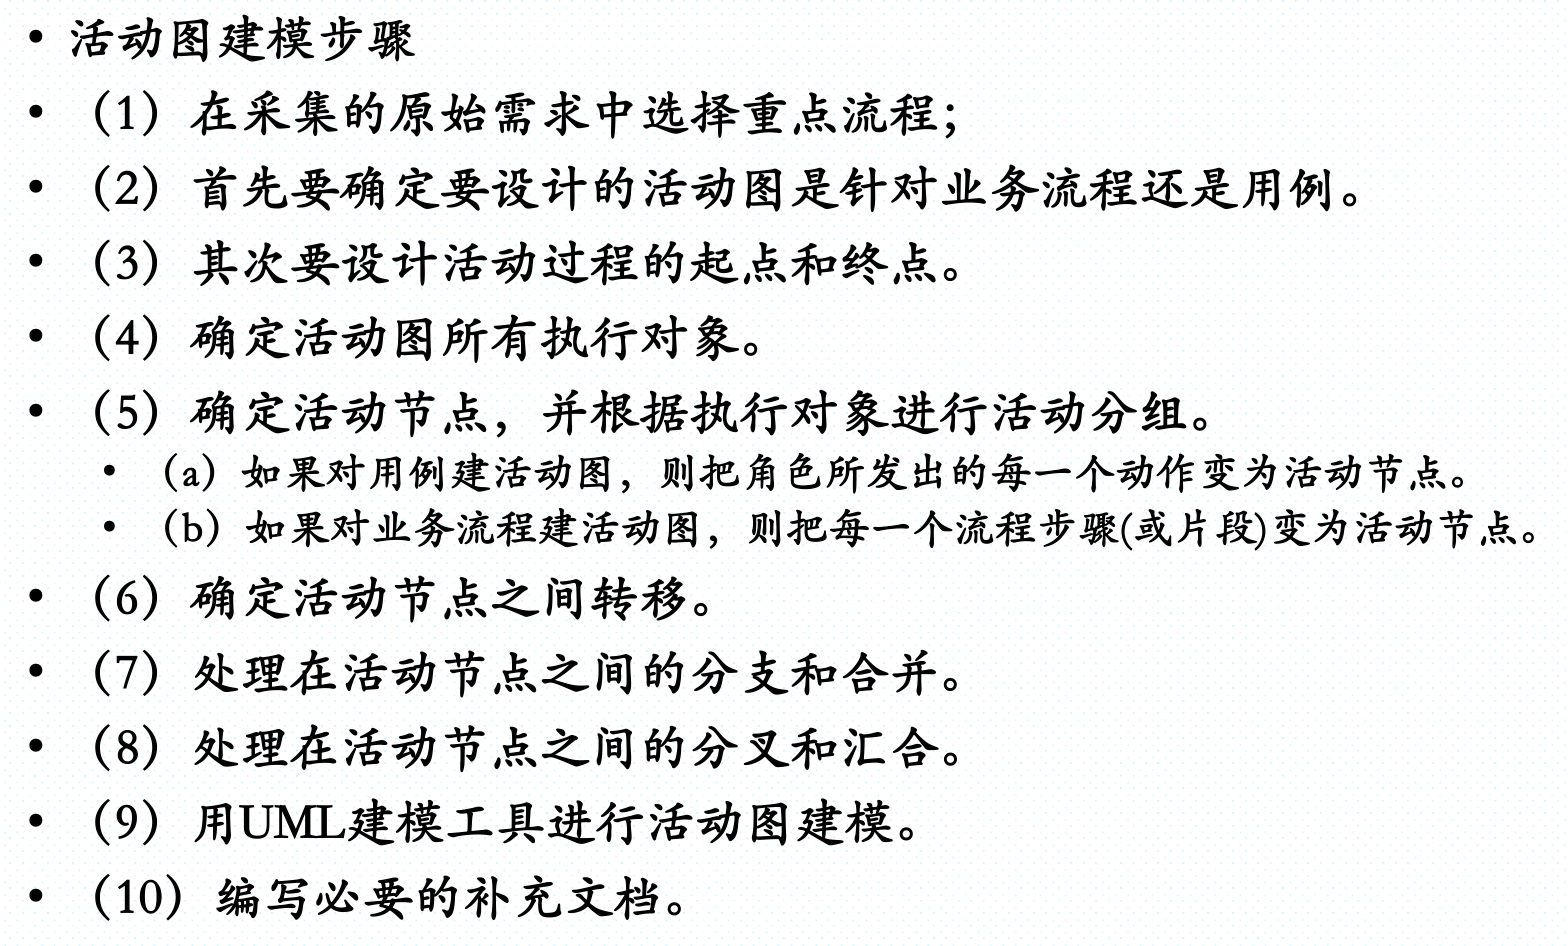 • 活动图建模步骤
• （1）在采集的原始需求中选择重点流程；
• （2）首先要确定要设计的活动图是针对业务流程还是用例。
• （3）其次要设计活动过程的起点和终点。
• （4）确定活动图所有执行对象。
• （5）确定活动节点，并根据执行对象进行活动分组。
• （a）如果对用例建活动图，则把角色所发出的每一个动作变为活动节点。
• （b）如果对业务流程建活动图，则把每一个流程步骤(或片段)变为活动节点。
• （6）确定活动节点之间转移。
• （7）处理在活动节点之间的分支和合并。
• （8）处理在活动节点之间的分叉和汇合。
• （9）用UML建模工具进行活动图建模。
• （10）编写必要的补充文档。